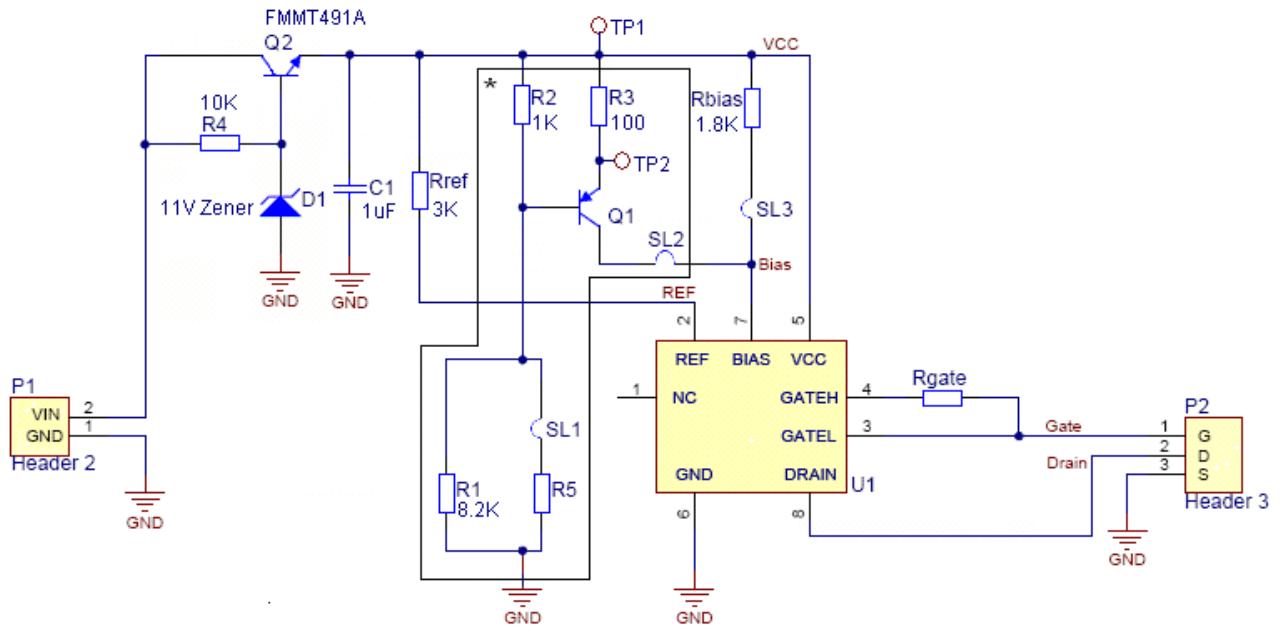 FMMT491A
Q2
TP1
VCC
*
10K
R4
R2
1K
R3
100
Rbias
1.8K
TP2
11V Zener
D1
C1
1uF
Rref
3K
Q1
SL3
SL2
Bias
GND
GND
REF
2
7
5
REF
BIAS
VCC
1
NC
GATEH
4
Rgate
P1
VIN
2
GND
1
Header 2
SL1
GATEL
3
Gate
Drain
P2
1
G
2
D
3
S
Header 3
R1
8.2K
R5
GND
DRAIN
U1
6
8
GND
GND
GND
GND